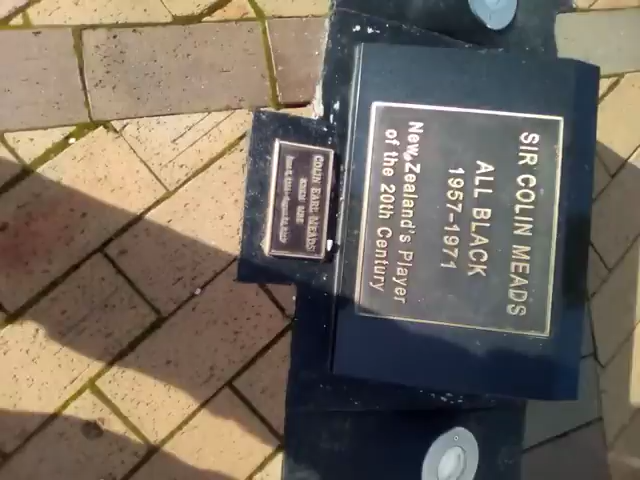 SIR COLIN MEADS
ALL BLACK
1957-1971
New Zealand's Player
of the 20th Century
COLIN EARL MEADS